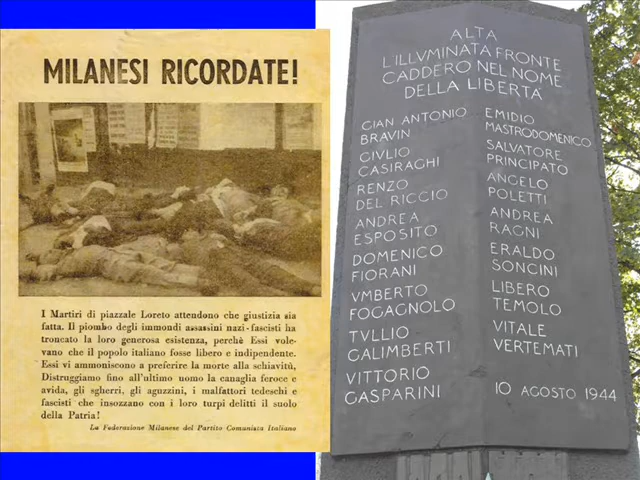 MILANESI RICORDATE!
I Martiri di piazzale Loreto attendono che giustizia sia
fatta. Il piombo degli immondi assassini nazi-fascisti ha
troncato la loro generosa esistenza, perchè Essi vole-
vano che il popolo italiano fosse libero e indipendente.
Essi vi ammoniscono a preferire la morte alla schiavitù,
Distruggiamo fino all'ultimo uomo la canaglia feroce e
avida, gli sgherri, gli aguzzini, i malfattori tedeschi e
fascisti che insozzano con i loro turpi delitti il suolo
della Patria!
La Federazione Milanese del Partito Comunista Italiano
ALTA
L'ILLVMINATA FRONTE
CADDERO NEL NOME
DELLA LIBERTÀ
GIAN ANTONIO
BRAVIN
GIVLIO
CASIRAGHI
RENZO
DEL RICCIO
ANDREA
ESPOSITO
DOMENICO
FIORANI
VMBERTO
FOGAGNOLO
TVLLIO
GALIMBERTI
VITTORIO
GASPARINI
EMIDIO
MASTRODOMENICO
SALVATORE
PRINCIPATO
ANGELO
POLETTI
ANDREA
RAGNI
ERALDO
SONCINI
LIBERO
TEMOLO
VITALE
VERTEMATI
10 AGOSTO 1944